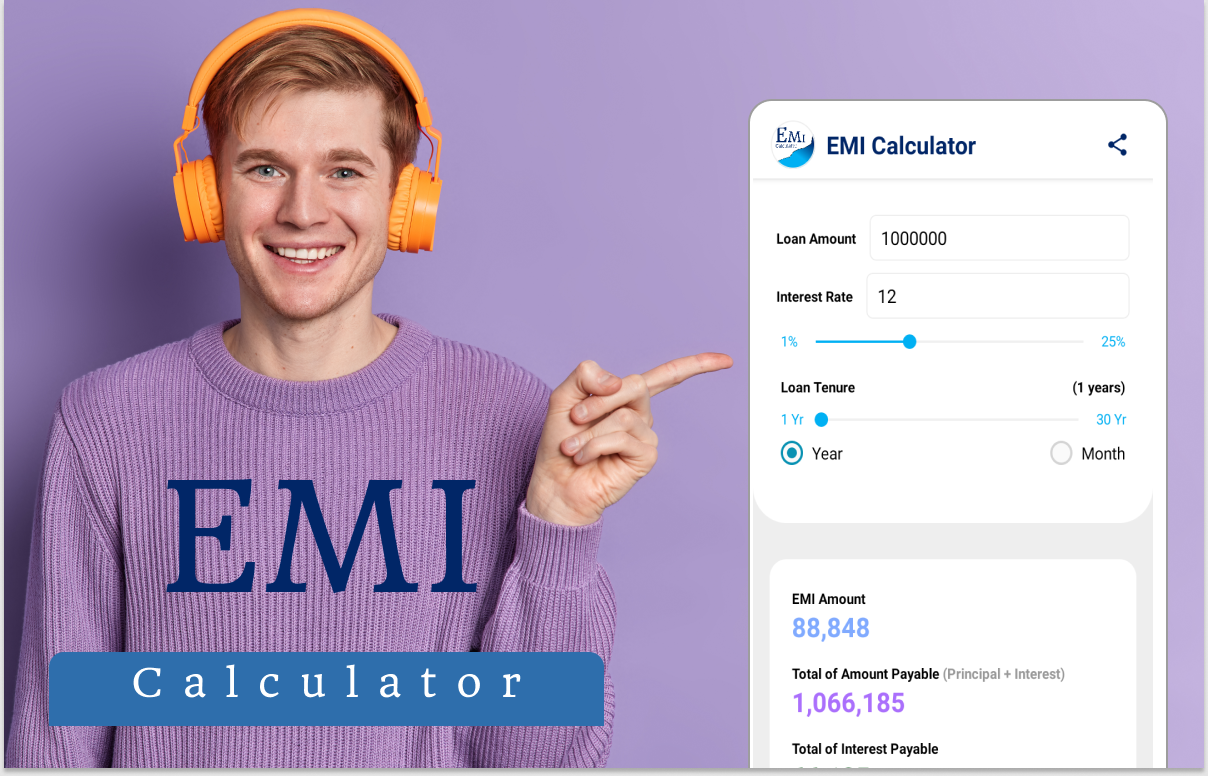 EMI
Calculator
EMI
EMI Calculator
Loan Amount 1000000
Interest Rate 12
1% 25%
Loan Tenure (1 years)
1 Yr 30 Yr
Year Month
EMI Amount
88,848
Total of Amount Payable (Principal + Interest)
1,066,185
Total of Interest Payable